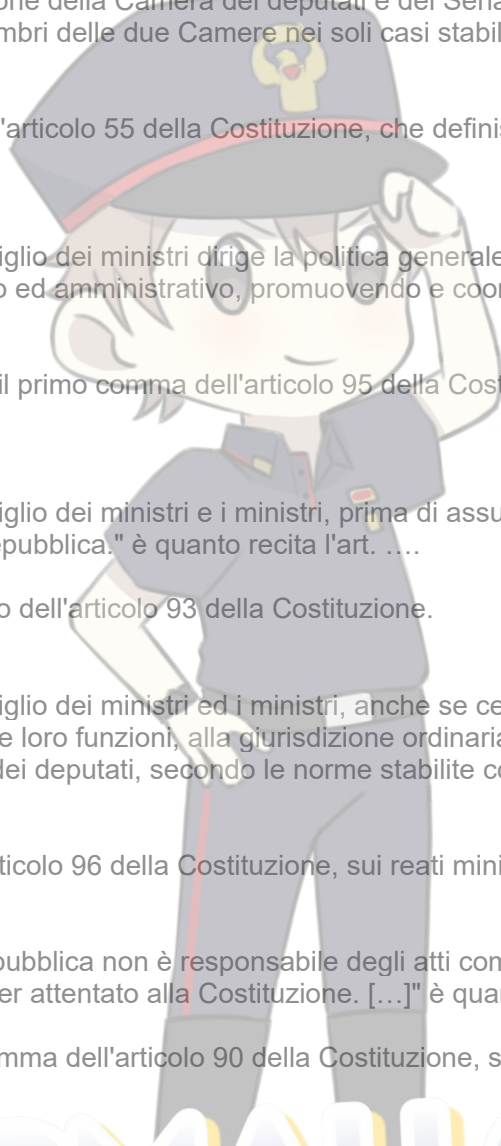 one della Camera dei deputati e del Sena
mbri delle due Camere nei soli casi stabil
'articolo 55 della Costituzione, che definis
iglio dei ministri dirige la politica generale
o ed amministrativo, promuovendo e coor
il primo comma dell'articolo 95 della Cost
iglio dei ministri e i ministri, prima di assu
epubblica." è quanto recita l'art. ….
o dell'articolo 93 della Costituzione.
iglio dei ministri ed i ministri, anche se ce
e loro funzioni, alla giurisdizione ordinaria
dei deputati, secondo le norme stabilite co
ticolo 96 della Costituzione, sui reati mini
pubblica non è responsabile degli atti com
er attentato alla Costituzione. […]" è quan
mma dell'articolo 90 della Costituzione, s